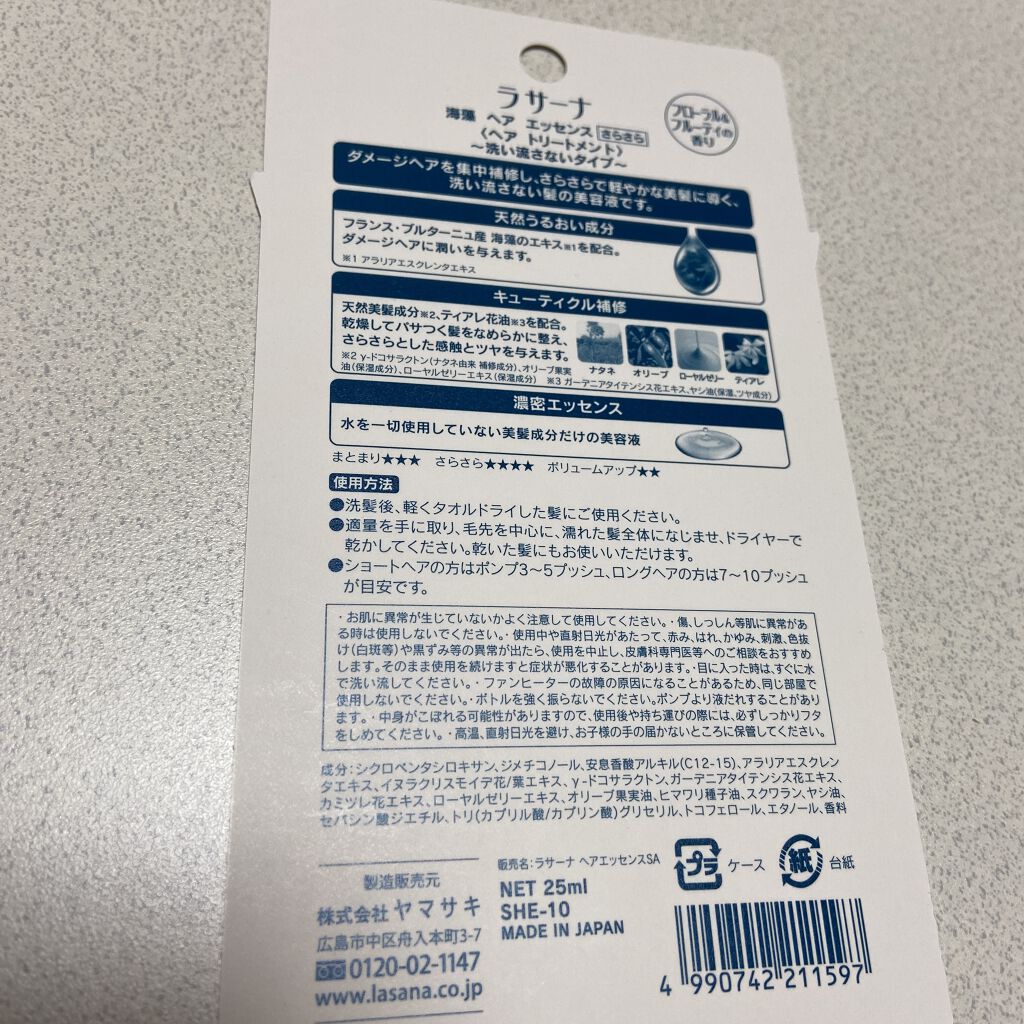 ラサーナ
海藻 ヘア エッセンス さらさら
〈ヘア トリートメント〉
～洗い流さないタイプ～
フローラル&
フルーティの
香り
ダメージヘアを集中補修し、さらさらで軽やかな美髪に導く、
洗い流さない髪の美容液です。
天然うるおい成分
フランス・ブルターニュ産 海藻のエキス※1を配合。
ダメージヘアに潤いを与えます。
※1 アラリアエスクレンタエキス
キューティクル補修
天然美髪成分※2、ティアレ花油※3を配合。
乾燥してパサつく髪をなめらかに整え、
さらさらとした感触とツヤを与えます。
※2 γ-ドコサラクトン(ナタネ由来 補修成分)、オリーブ果実
油(保湿成分)、ローヤルゼリーエキス(保湿成分) ※3 ガーデニアタイテンシス花エキス、ヤシ油(保湿、ツヤ成分)
ナタネ オリーブ ローヤルゼリー ティアレ
濃密エッセンス
水を一切使用していない美髪成分だけの美容液
まとまり★★★ さらさら★★★★ ボリュームアップ★★
使用方法
●洗髪後、軽くタオルドライした髪にご使用ください。
●適量を手に取り、毛先を中心に、濡れた髪全体になじませ、ドライヤーで
乾かしてください。乾いた髪にもお使いいただけます。
●ショートヘアの方はポンプ3～5プッシュ、ロングヘアの方は7～10プッシュ
が目安です。
・お肌に異常が生じていないかよく注意して使用してください。・傷、しっしん等肌に異常があ
る時は使用しないでください。・使用中や直射日光があたって、赤み、はれ、かゆみ、刺激、色抜
け(白斑等)や黒ずみ等の異常が出たら、使用を中止し、皮膚科専門医等へのご相談をおすすめ
します。そのまま使用を続けますと症状が悪化することがあります。・目に入った時は、すぐに水
で洗い流してください。・ファンヒーターの故障の原因になることがあるため、同じ部屋で
使用しないでください。・ボトルを強く振らないでください。ポンプより液だれすることがあり
ます。・中身がこぼれる可能性がありますので、使用後や持ち運びの際には、必ずしっかりフタ
をしめてください。・高温、直射日光を避け、お子様の手の届かないところに保管してください。
成分:シクロペンタシロキサン、ジメチコノール、安息香酸アルキル(C12-15)、アラリアエスクレン
タエキス、イヌラクリスモイデ花/葉エキス、γ-ドコサラクトン、ガーデニアタイテンシス花エキス、
カミツレ花エキス、ローヤルゼリーエキス、オリーブ果実油、ヒマワリ種子油、スクワラン、ヤシ油、
セバシン酸ジエチル、トリ(カプリル酸/カプリン酸)グリセリル、トコフェロール、エタノール、香料
製造販売元
株式会社 ヤマサキ
広島市中区舟入本町3-7
0120-02-1147
www.lasana.co.jp
販売名:ラサーナ ヘアエッセンスSA
NET 25ml
SHE-10
MADE IN JAPAN
プラ ケース 紙 台紙
4 990742 211597